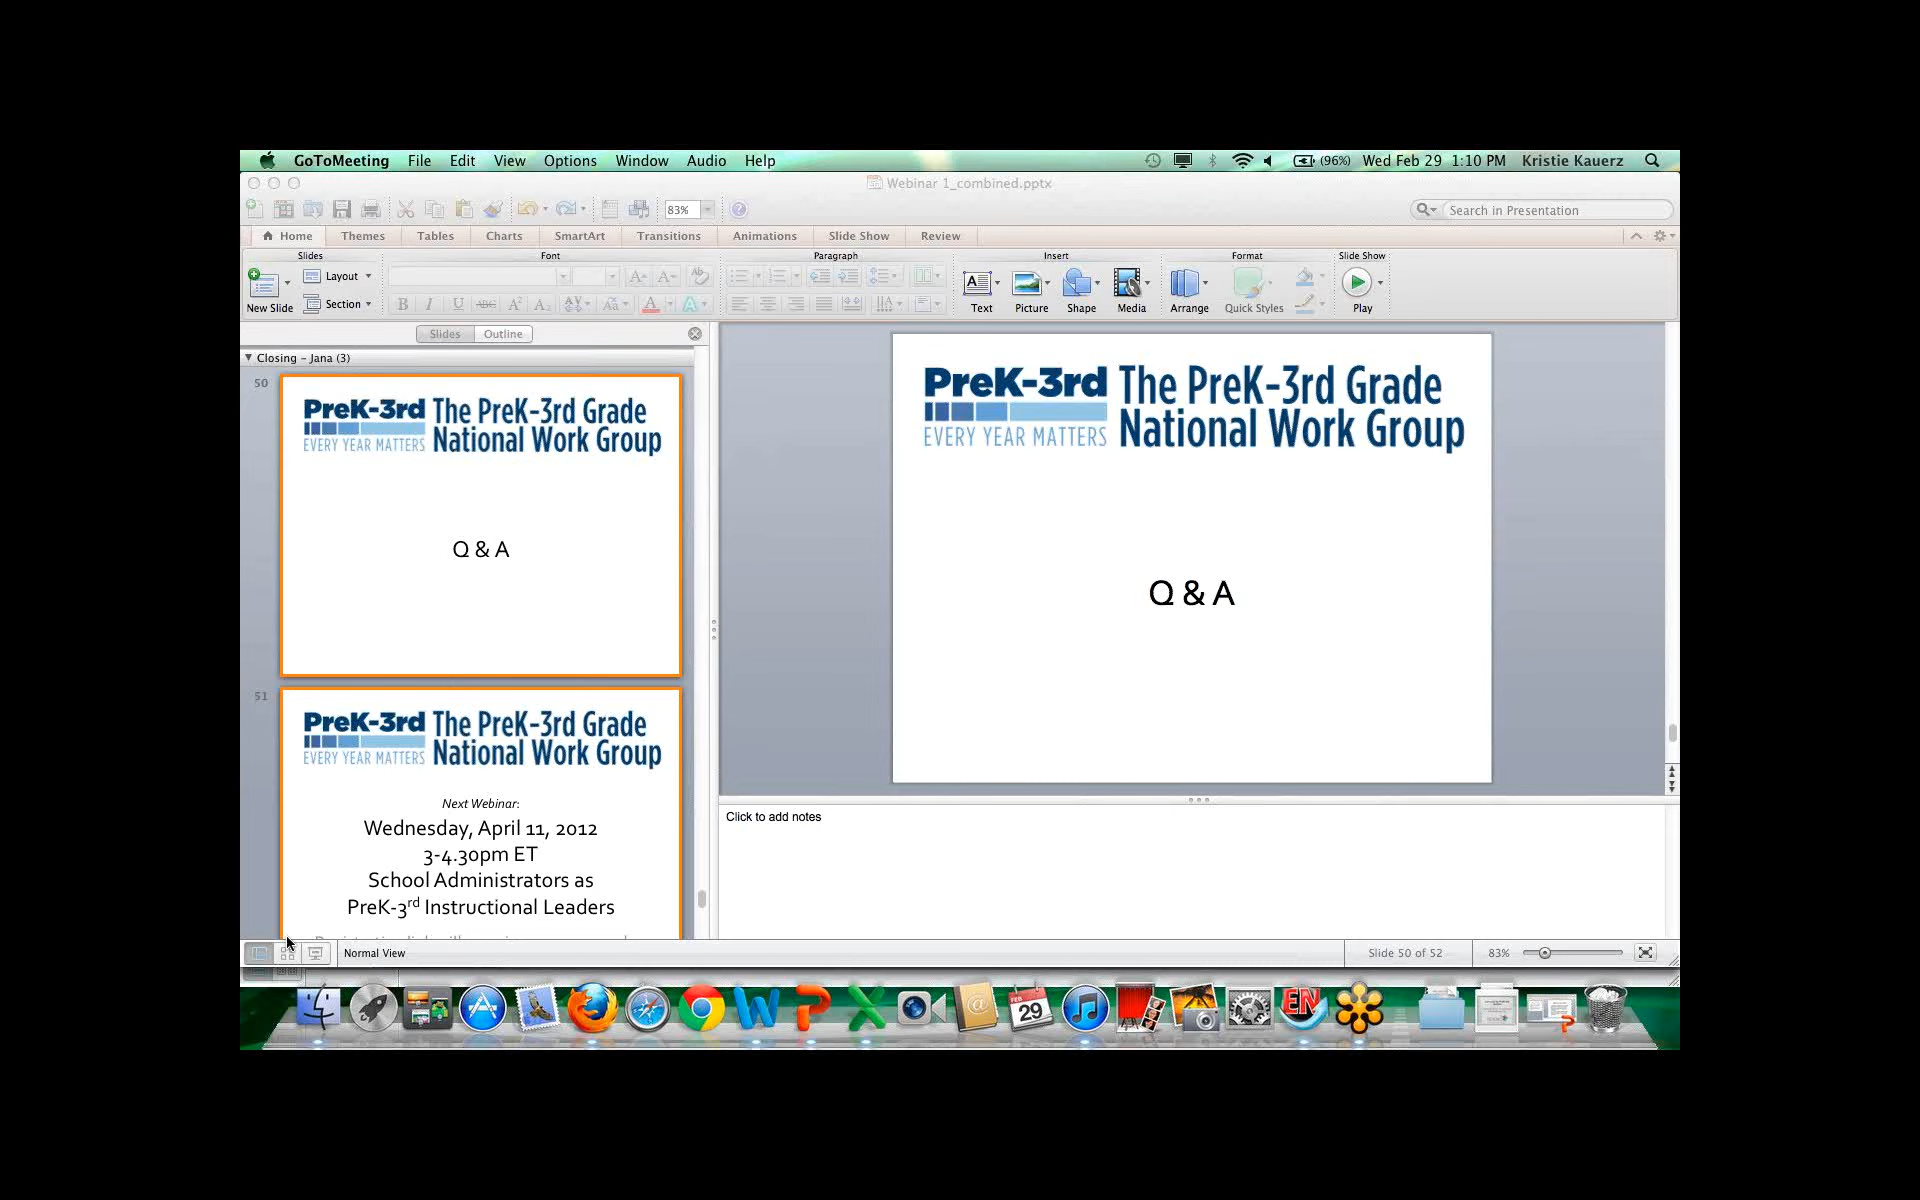 GoToMeeting File Edit View Options Window Audio Help (96%) Wed Feb 29 1:10 PM Kristie Kauerz
Webinar 1_combined.pptx
83% Search in Presentation
Home Themes Tables Charts SmartArt Transitions Animations Slide Show Review
Slides Font Paragraph Insert Format Slide Show
New Slide Layout Section
Text Picture Shape Media Arrange Quick Styles Play
Slides Outline
Closing – Jana (3)
50
PreK-3rd The PreK-3rd Grade
EVERY YEAR MATTERS National Work Group
Q & A
51
PreK-3rd The PreK-3rd Grade
EVERY YEAR MATTERS National Work Group
Next Webinar:
Wednesday, April 11, 2012
3-4.30pm ET
School Administrators as
PreK-3rd Instructional Leaders
PreK-3rd The PreK-3rd Grade
EVERY YEAR MATTERS National Work Group
Q & A
Click to add notes
Normal View Slide 50 of 52 83%
FEB
29
EN